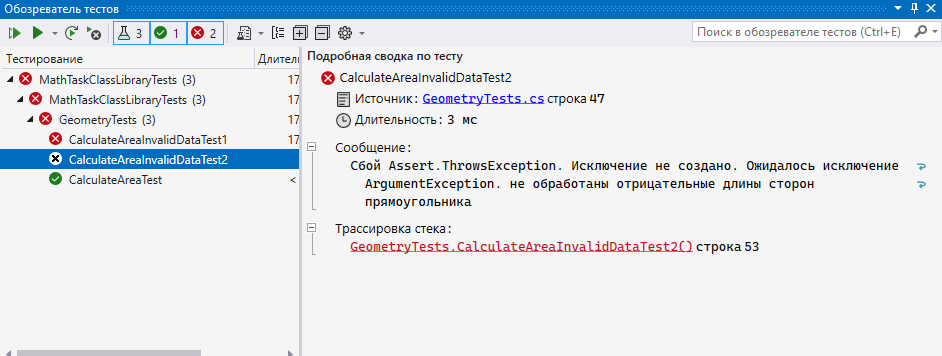 Обозреватель тестов
3 1 2
Поиск в обозревателе тестов (Ctrl+E)
Тестирование Длител
MathTaskClassLibraryTests (3) 17
MathTaskClassLibraryTests (3) 17
GeometryTests (3) 17
CalculateAreaInvalidDataTest1 17
CalculateAreaInvalidDataTest2
CalculateAreaTest <
Подробная сводка по тесту
CalculateAreaInvalidDataTest2
Источник: GeometryTests.cs строка 47
Длительность: 3 мс
Сообщение:
Сбой Assert.ThrowsException. Исключение не создано. Ожидалось исключение
ArgumentException. не обработаны отрицательные длины сторон
прямоугольника
Трассировка стека:
GeometryTests.CalculateAreaInvalidDataTest2() строка 53